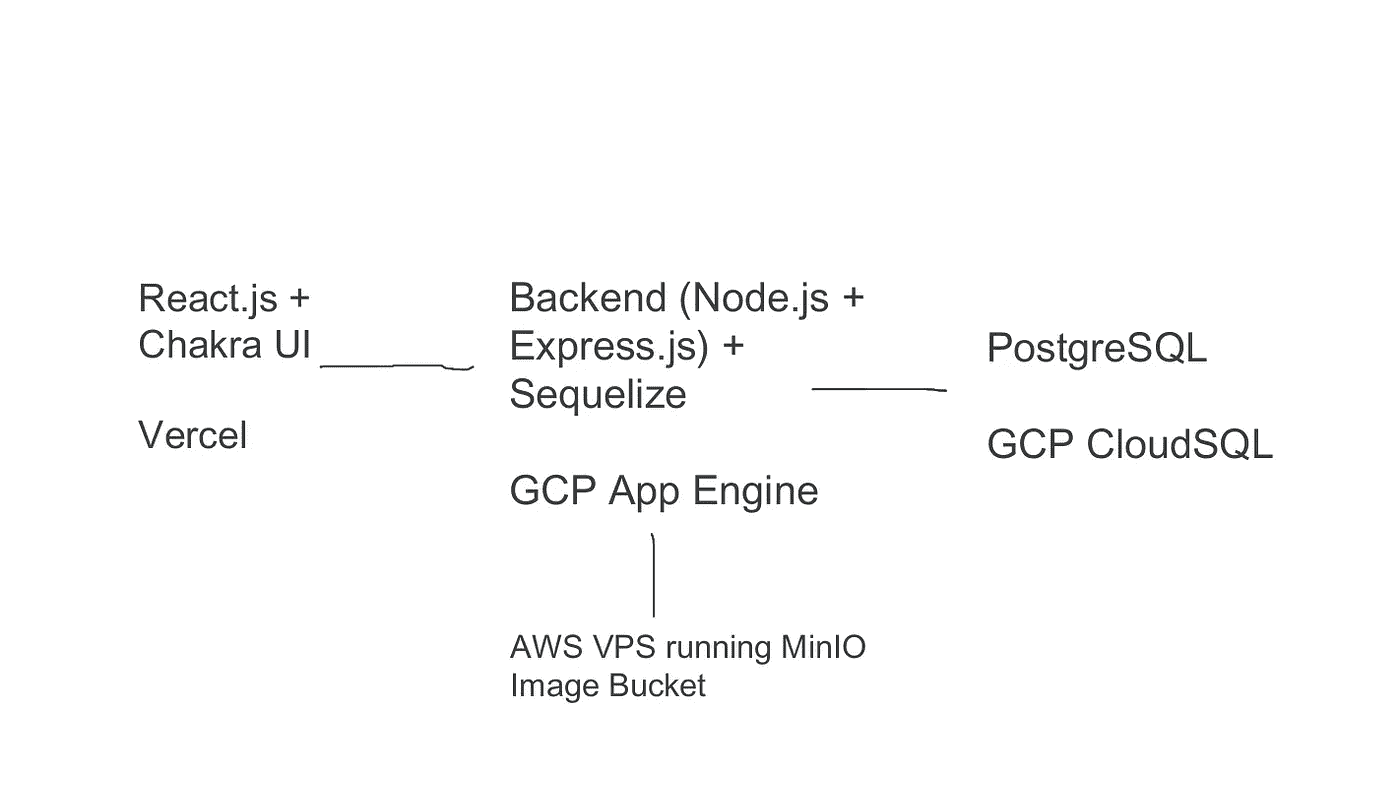 React.js +
Chakra UI
Vercel
Backend (Node.js +
Express.js) +
Sequelize
GCP App Engine
PostgreSQL
GCP CloudSQL
AWS VPS running MinIO
Image Bucket